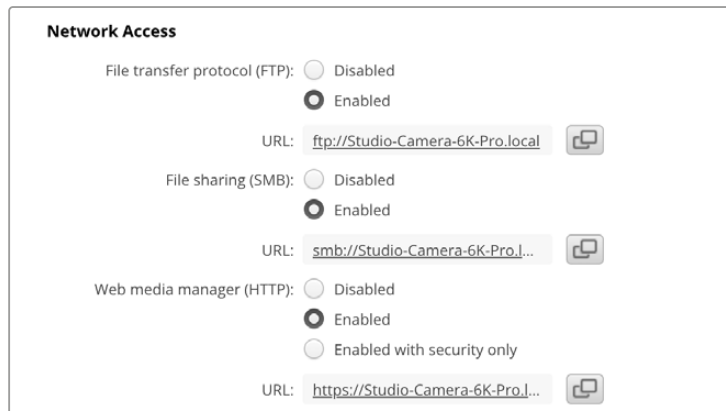 Network Access
File transfer protocol (FTP): Disabled
Enabled
URL: ftp://Studio-Camera-6K-Pro.local
File sharing (SMB): Disabled
Enabled
URL: smb://Studio-Camera-6K-Pro.l...
Web media manager (HTTP): Disabled
Enabled
Enabled with security only
URL: https://Studio-Camera-6K-Pro.l...